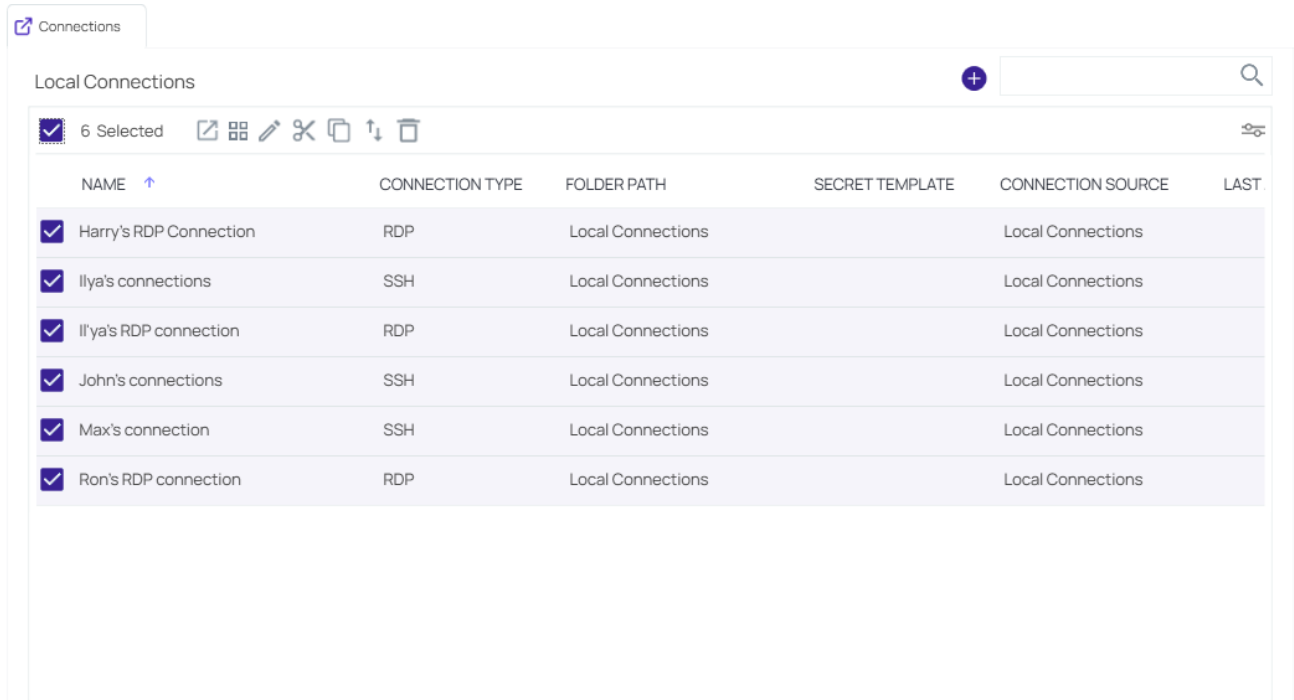 Connections
Local Connections
6 Selected
NAME CONNECTION TYPE FOLDER PATH SECRET TEMPLATE CONNECTION SOURCE LAST
Harry's RDP Connection RDP Local Connections Local Connections
Ilya's connections SSH Local Connections Local Connections
Il'ya's RDP connection RDP Local Connections Local Connections
John's connections SSH Local Connections Local Connections
Max's connection SSH Local Connections Local Connections
Ron's RDP connection RDP Local Connections Local Connections